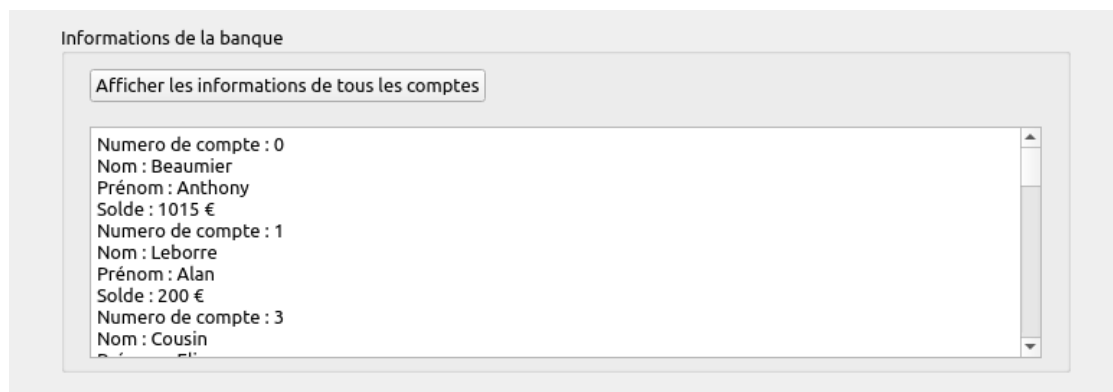 Informations de la banque
Afficher les informations de tous les comptes
Numero de compte : 0
Nom : Beaumier
Prénom : Anthony
Solde : 1015 €
Numero de compte : 1
Nom : Leborre
Prénom : Alan
Solde : 200 €
Numero de compte : 3
Nom : Cousin